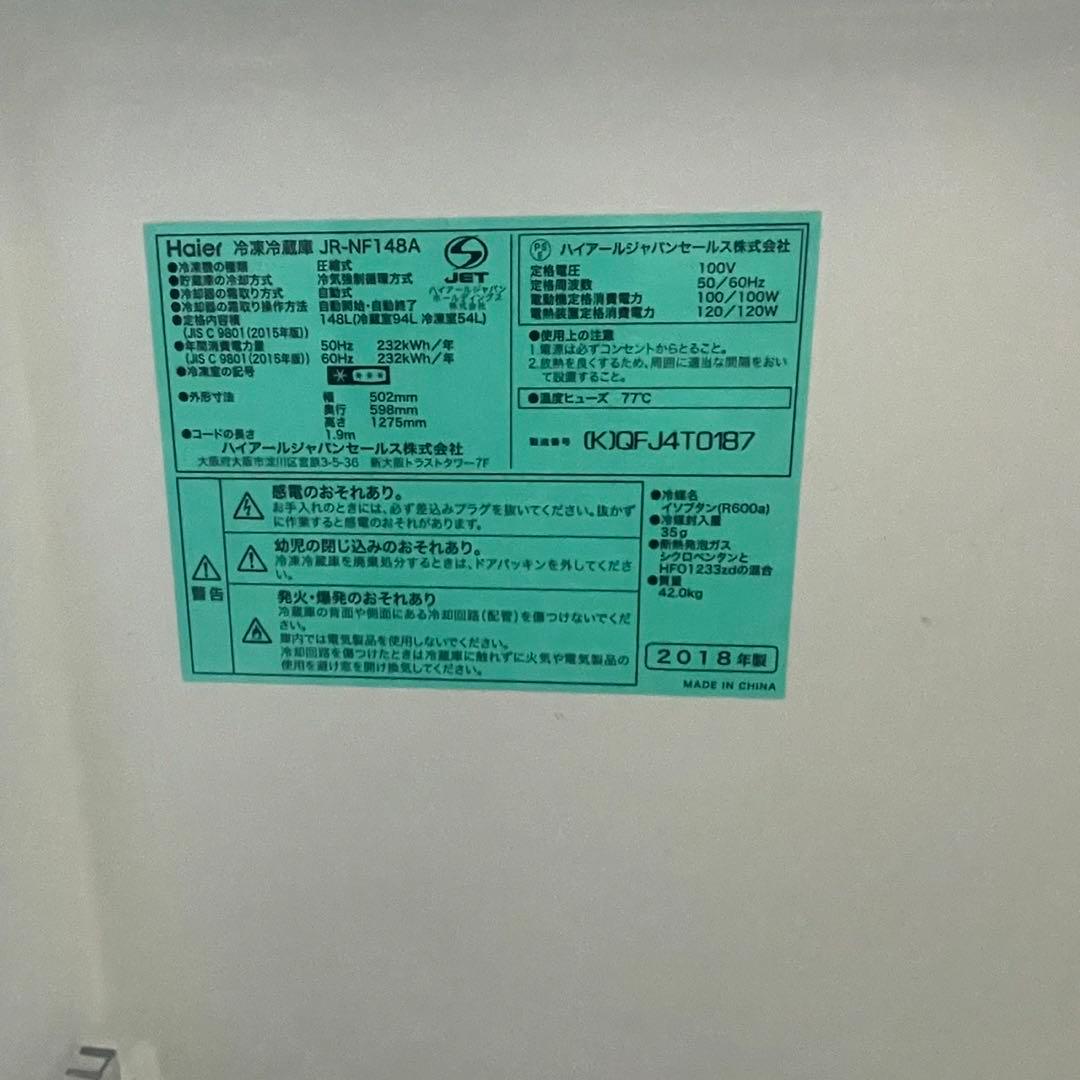 Haier 冷凍冷蔵庫 JR-NF148A
JET
ハイアールジャパン
ホールディングス
株式会社
●冷凍機の種類 圧縮式
●貯蔵庫の冷却方式 冷気強制循環方式
●冷却器の霜取り方式 自動式
●冷却器の霜取り操作方法 自動開始・自動終了
●定格内容積 148L(冷蔵室94L 冷凍室54L)
(JIS C 9801(2015年版))
●年間消費電力量 50Hz 232kWh/年
(JIS C 9801(2015年版)) 60Hz 232kWh/年
●冷凍室の記号
●外形寸法 幅 502mm
奥行 598mm
高さ 1275mm
●コードの長さ 1.9m
ハイアールジャパンセールス株式会社
大阪府大阪市淀川区宮原3-5-36 新大阪トラストタワー7F
PS
E
ハイアールジャパンセールス株式会社
定格電圧 100V
定格周波数 50/60Hz
電動機定格消費電力 100/100W
電熱装置定格消費電力 120/120W
●使用上の注意
1.電源は必ずコンセントからとること。
2.放熱を良くするため、周囲に適当な間隔をおい
て設置すること。
●温度ヒューズ 77℃
製造番号 (K)QFJ4T0187
警告
感電のおそれあり。
お手入れのときには、必ず差込みプラグを抜いてください。抜かず
に作業すると感電のおそれがあります。
幼児の閉じ込みのおそれあり。
冷凍冷蔵庫を廃棄処分するときは、ドアパッキンを外してくださ
い。
発火・爆発のおそれあり
冷蔵庫の背面や側面にある冷却回路(配管)を傷つけないでくだ
さい。
庫内では電気製品を使用しないでください。
冷却回路を傷つけたときは冷蔵庫に触れずに火気や電気製品の
使用を避け窓を開け換気してください。
●冷媒名
イソブタン(R600a)
●冷媒封入量
35g
●断熱発泡ガス
シクロペンタンと
HFO1233zdの混合
●質量
42.0kg
2018年製
MADE IN CHINA